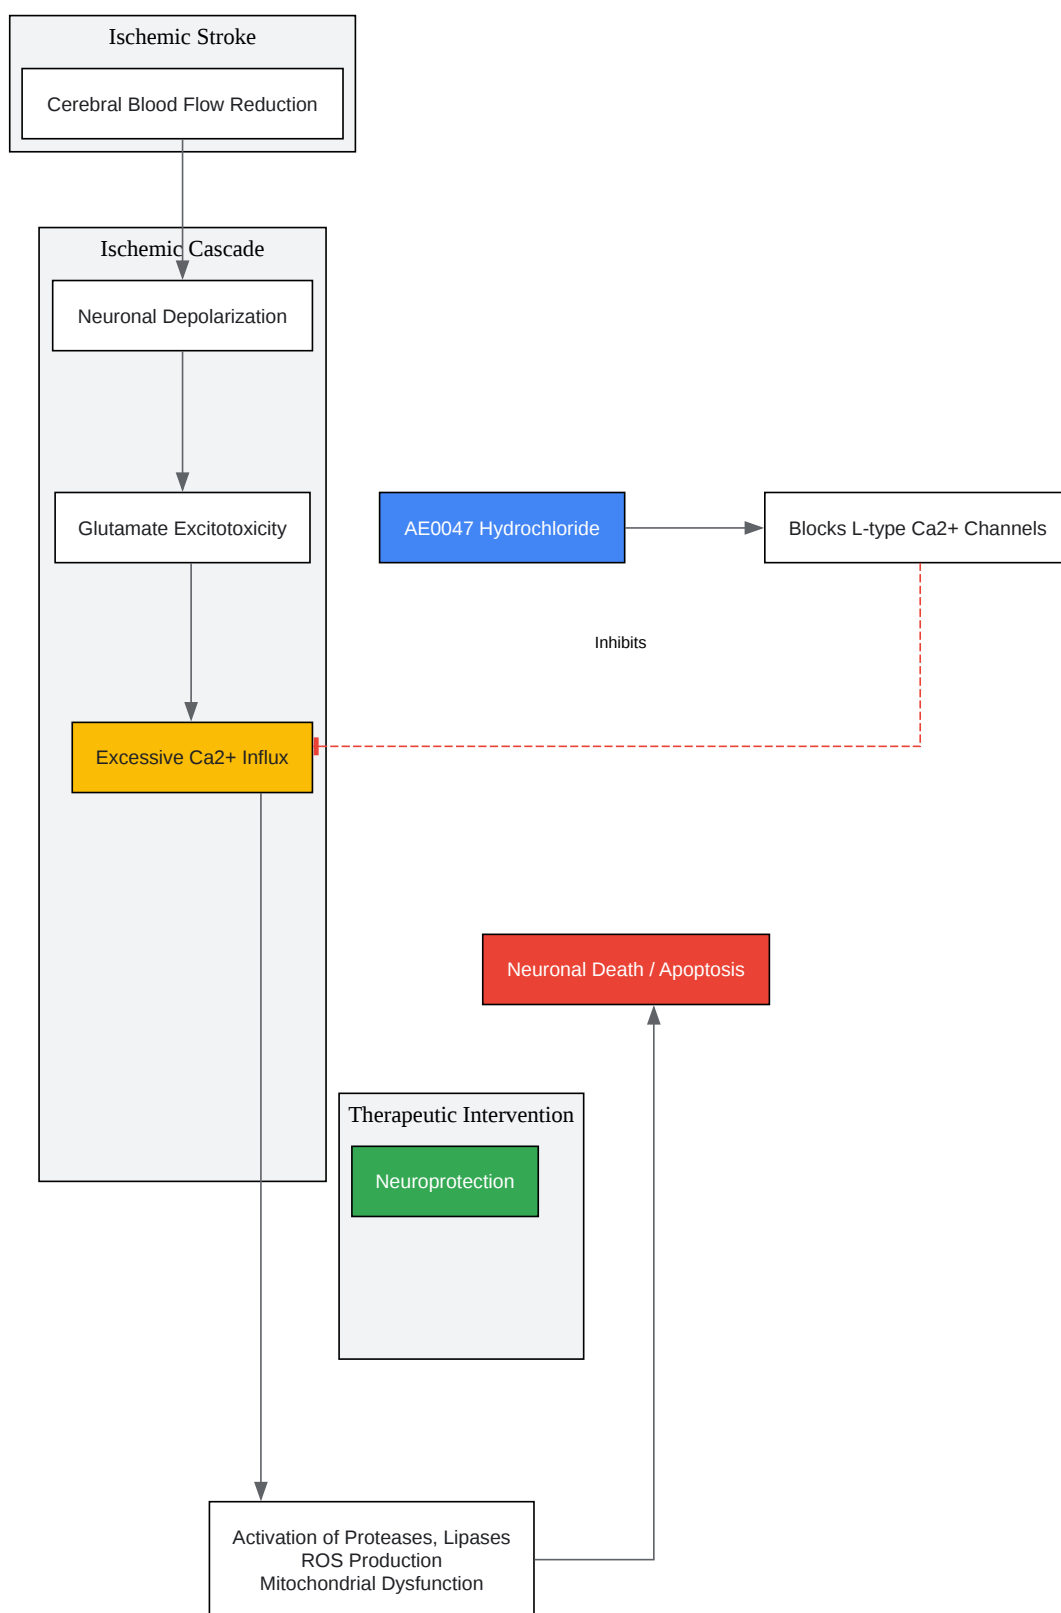 Ischemic Stroke
Cerebral Blood Flow Reduction
Ischemic Cascade
Neuronal Depolarization
Glutamate Excitotoxicity
AE0047 Hydrochloride
Blocks L-type Ca2+ Channels
Inhibits
Excessive Ca2+ Influx
Neuronal Death / Apoptosis
Therapeutic Intervention
Neuroprotection
Activation of Proteases, Lipases
ROS Production
Mitochondrial Dysfunction